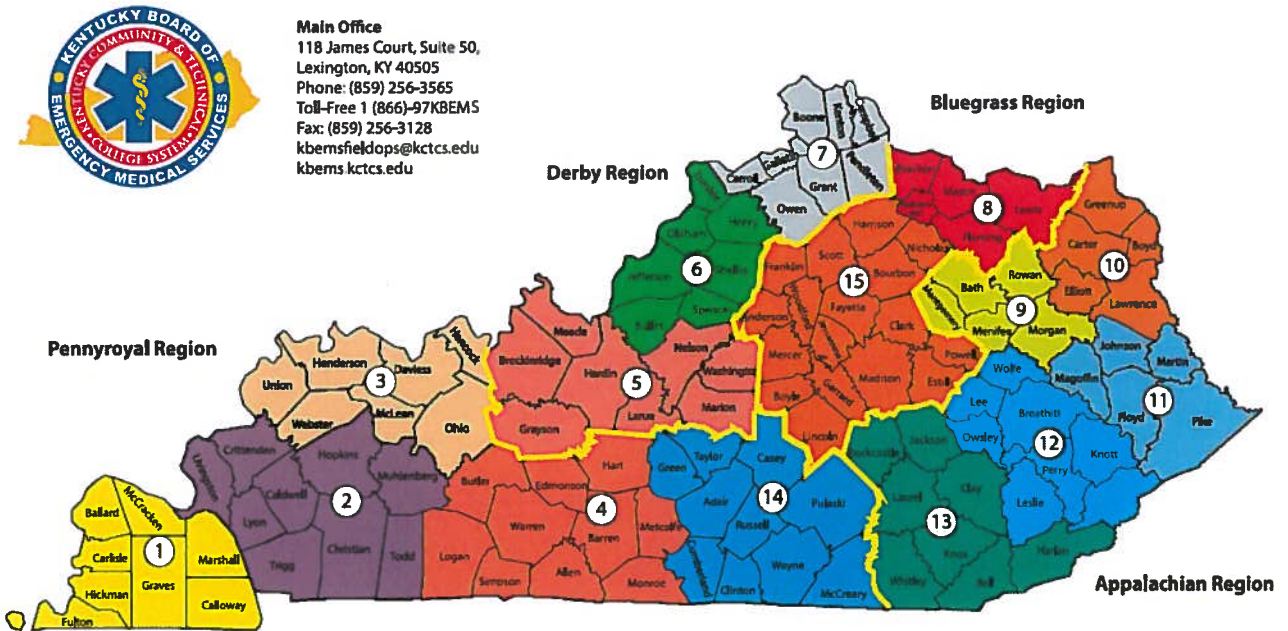 KENTUCKY BOARD OF
EMERGENCY MEDICAL SERVICES
KENTUCKY COMMUNITY & TECHNICAL
COLLEGE SYSTEM
Main Office
118 James Court, Suite 50,
Lexington, KY 40505
Phone: (859) 256-3565
Toll-Free 1 (866)-97KBEMS
Fax: (859) 256-3128
kbemsfieldops@kctcs.edu
kbems.kctcs.edu
Bluegrass Region
Derby Region
Pennyroyal Region
Appalachian Region
Boone
7
Gallatin
Carroll
Grant
Pendleton
Owen
Mason
Lewis
8
Fleming
Greenup
Carter
Boyd
10
Elliott
Lawrence
Henry
Oldham
Jefferson
Shelby
6
Spencer
Bullitt
Harrison
Nicholas
Scott
Franklin
15
Bourbon
Woodford
Fayette
Anderson
Clark
Mercer
Madison
Powell
Estill
Boyle
Garrard
Lincoln
Rowan
Bath
Montgomery
9
Menifee
Morgan
Johnson
Martin
Magoffin
11
Floyd
Pike
Wolfe
Lee
Breathitt
Owsley
12
Knott
Perry
Leslie
Meade
Breckinridge
Hardin
Nelson
5
Washington
Larue
Marion
Grayson
Hancock
Henderson
Daviess
3
Union
McLean
Webster
Ohio
Crittenden
Livingston
Hopkins
Muhlenberg
Caldwell
2
Lyon
Christian
Todd
Trigg
Butler
Edmonson
Hart
4
Warren
Barren
Metcalfe
Logan
Simpson
Allen
Monroe
Green
Taylor
Casey
14
Adair
Pulaski
Russell
Cumberland
Wayne
Clinton
McCreary
Rockcastle
Jackson
Laurel
Clay
13
Knox
Harlan
Whitley
Bell
Ballard
McCracken
1
Carlisle
Marshall
Graves
Hickman
Calloway
Fulton